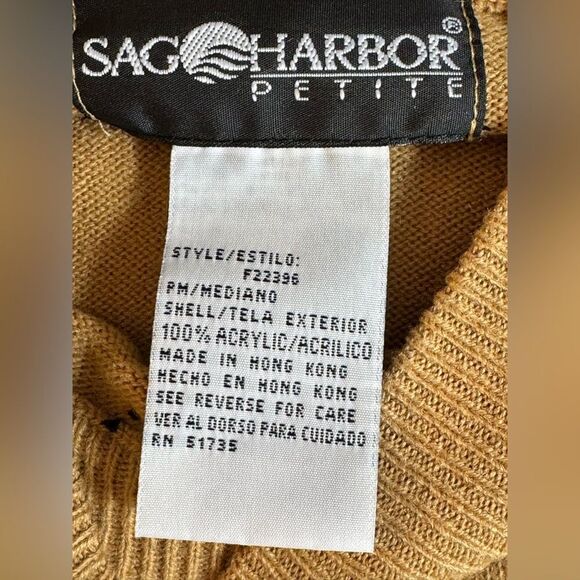 SAG HARBOR®
PETITE
STYLE/ESTILO:
F22396
PM/MEDIANO
SHELL/TELA EXTERIOR
100% ACRYLIC/ACRILICO
MADE IN HONG KONG
HECHO EN HONG KONG
SEE REVERSE FOR CARE
VER AL DORSO PARA CUIDADO
RN 51735